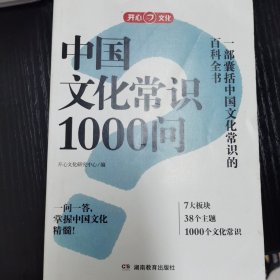 开心 文化
中国
文化常识
1000问
一部囊括中国文化常识的
百科全书
开心文化研究中心/编
一问一答，
掌握中国文化
精髓！
7大板块
38个主题
1000个文化常识
湖南教育出版社